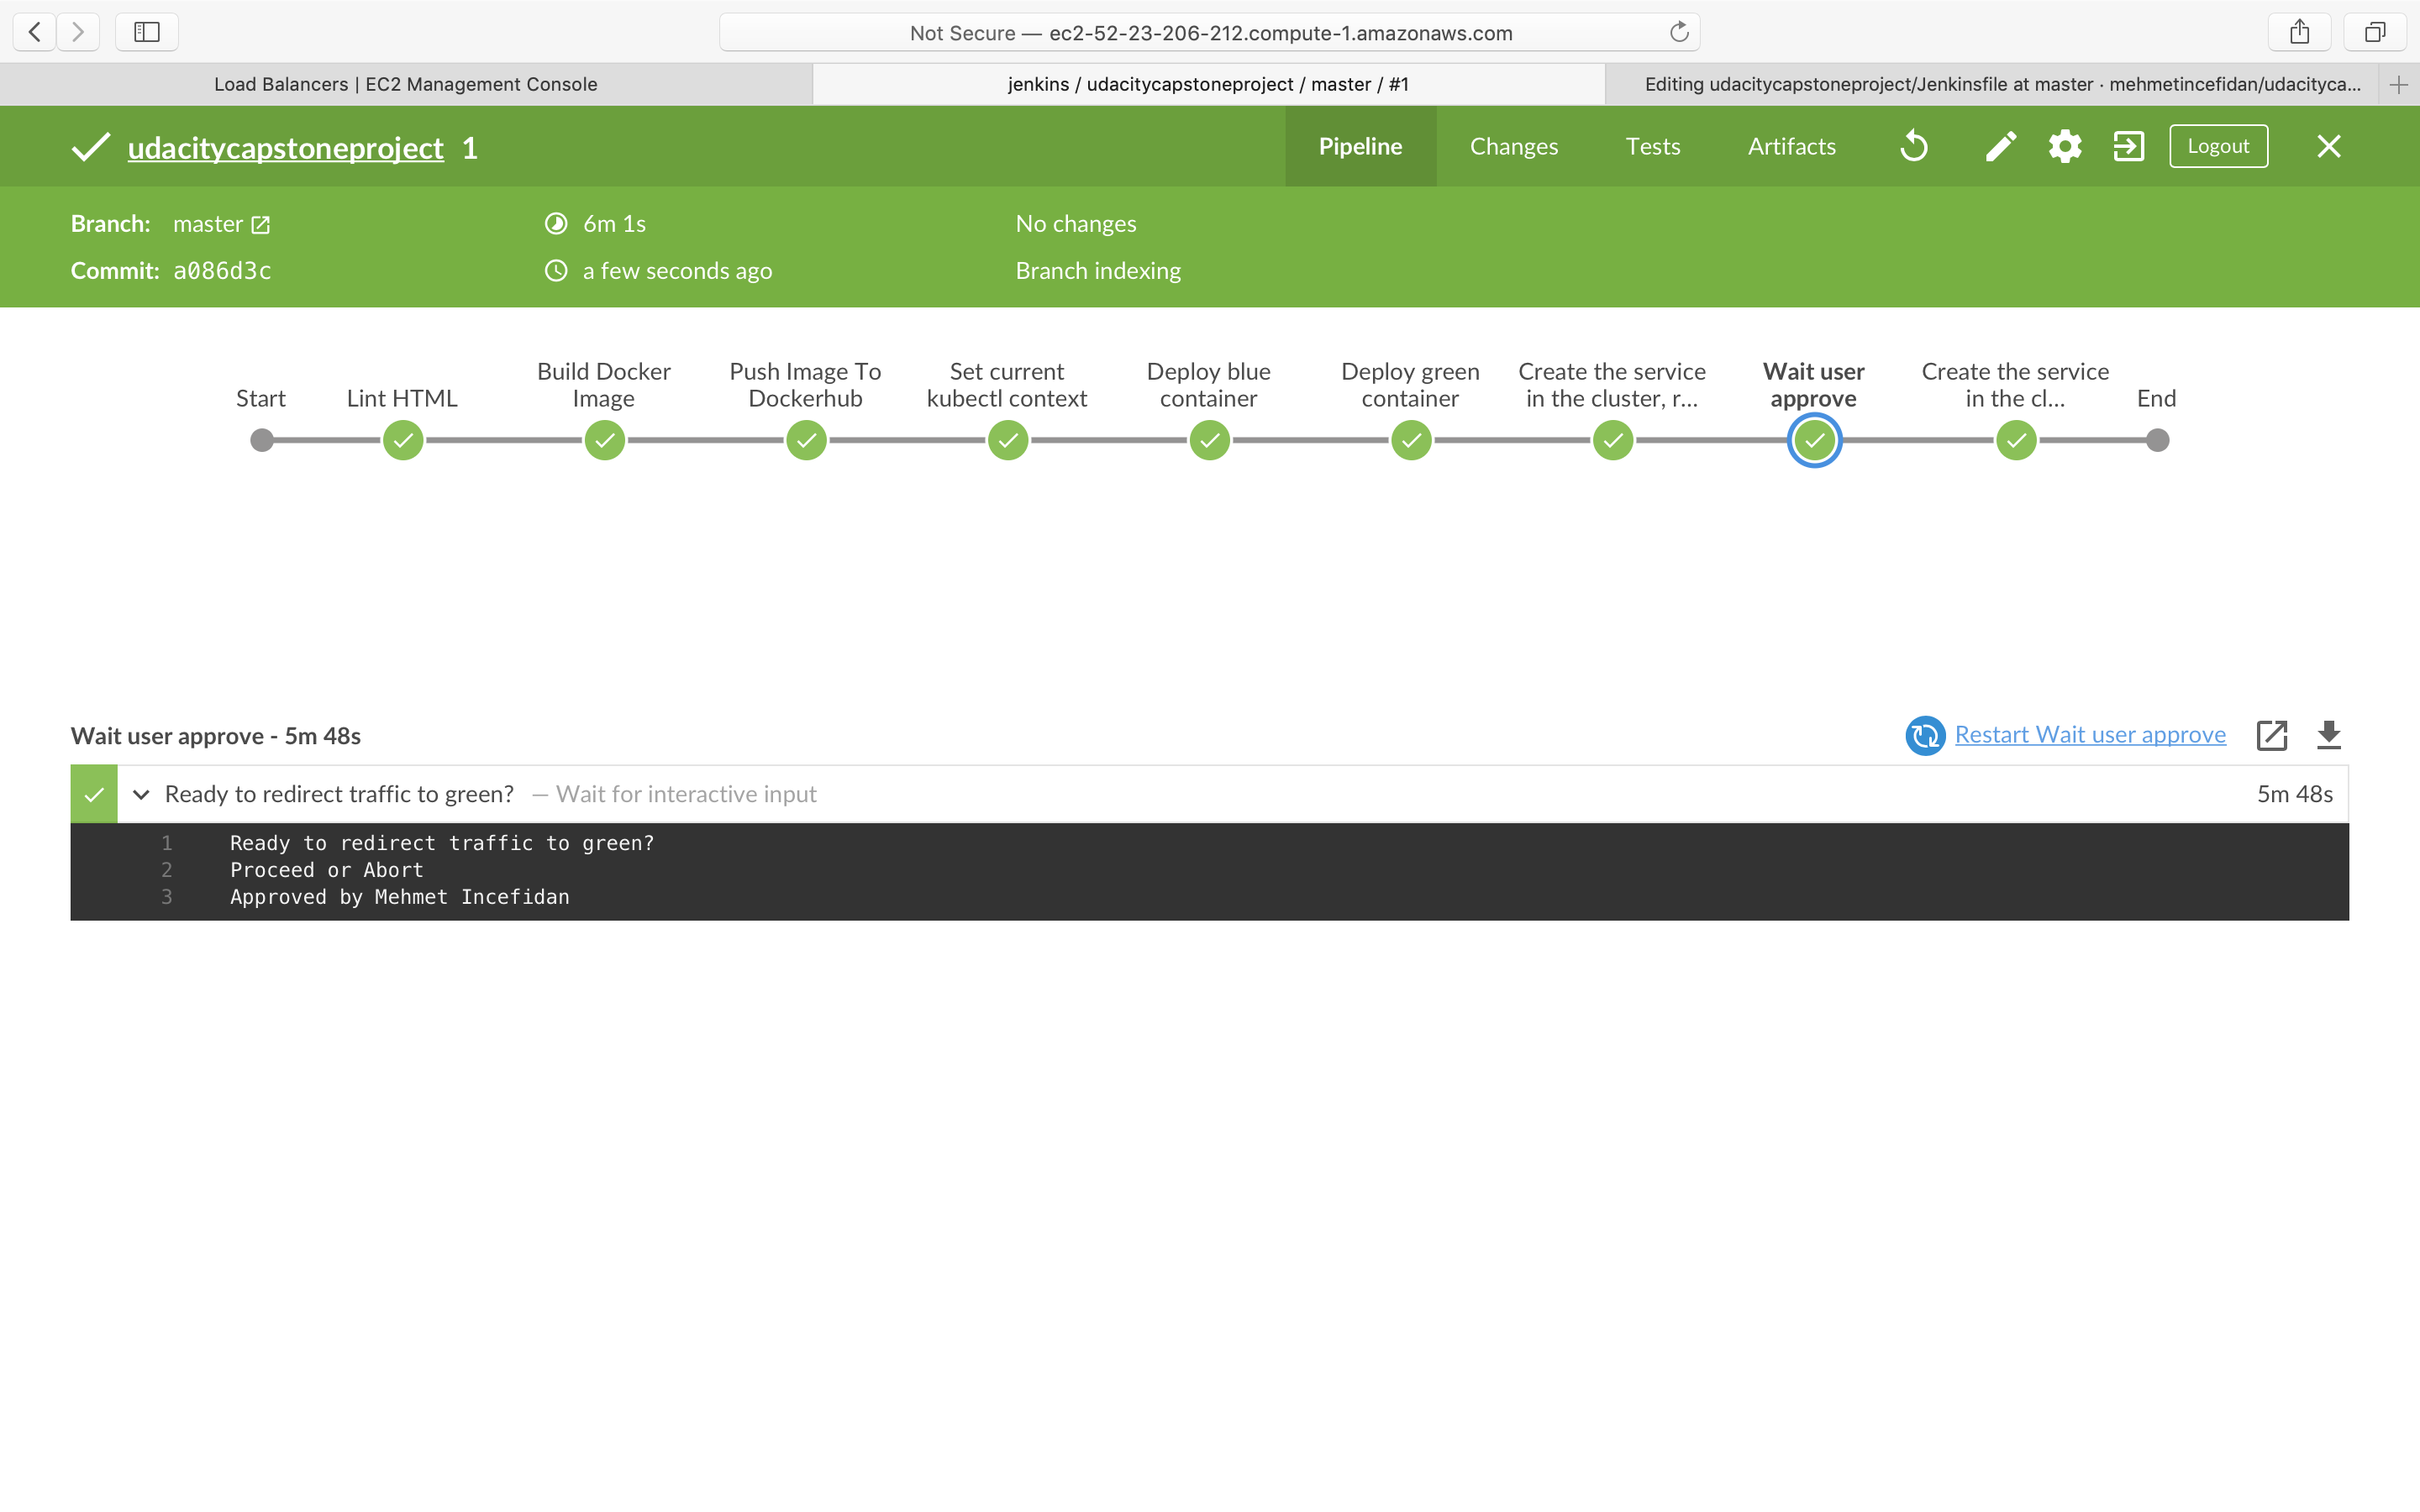 Not Secure — ec2-52-23-206-212.compute-1.amazonaws.com
Load Balancers | EC2 Management Console
jenkins / udacitycapstoneproject / master / #1
Editing udacitycapstoneproject/Jenkinsfile at master · mehmetincefidan/udacityca...
udacitycapstoneproject 1
Pipeline
Changes
Tests
Artifacts
Logout
Branch: master
6m 1s
No changes
Commit: a086d3c
a few seconds ago
Branch indexing
Start
Lint HTML
Build Docker
Image
Push Image To
Dockerhub
Set current
kubectl context
Deploy blue
container
Deploy green
container
Create the service
in the cluster, r...
Wait user
approve
Create the service
in the cl...
End
Wait user approve - 5m 48s
Restart Wait user approve
Ready to redirect traffic to green? — Wait for interactive input
5m 48s
1 Ready to redirect traffic to green?
2 Proceed or Abort
3 Approved by Mehmet Incefidan